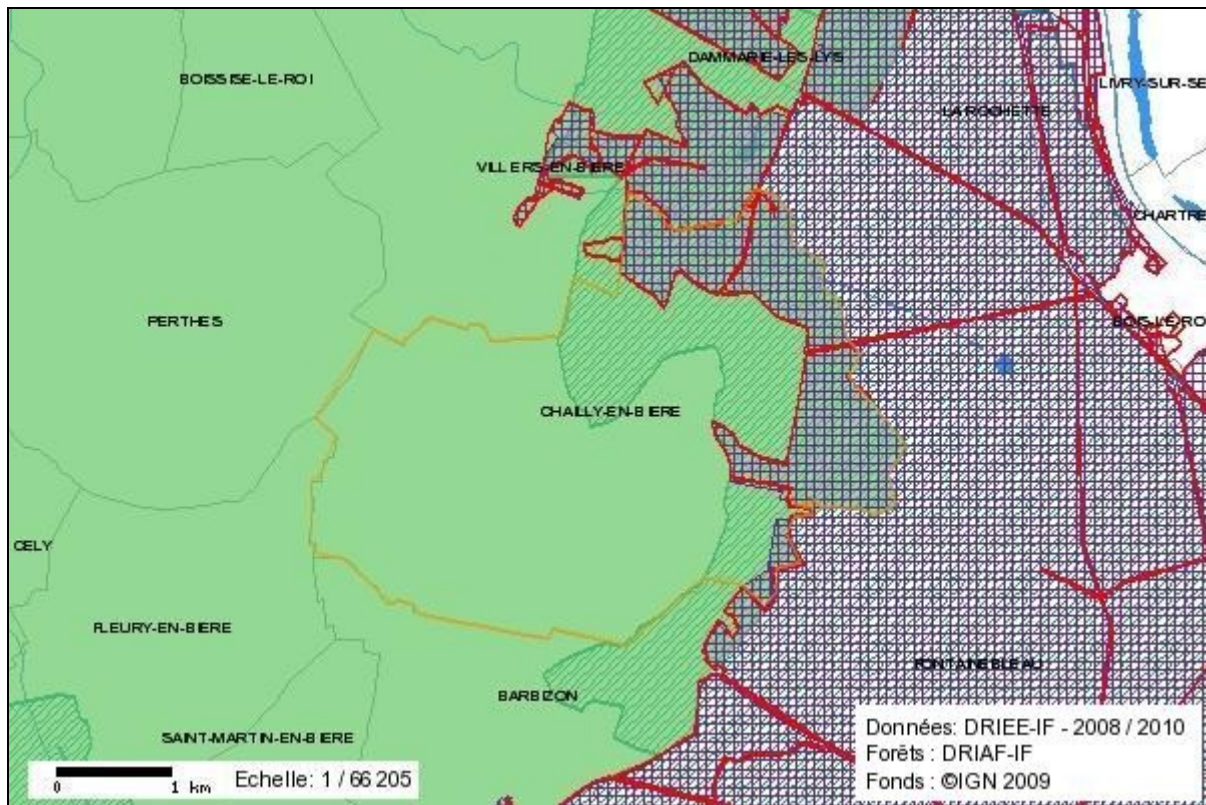 BOISSISE-LE-ROI
DAMMARIE-LES-LYS
LIVRY-SUR-SE
LA ROCHETTE
VILLIERS-EN-BIERE
CHARTRE
PERTHES
BOIS-LE-RO
CHAILLY-EN-BIERE
CELY
FLEURY-EN-BIERE
FONTAINEBLEAU
BARBIZON
SAINT-MARTIN-EN-BIERE
Données: DRIEE-IF - 2008 / 2010
Forêts : DRIAF-IF
Fonds : ©IGN 2009
0 1 km Echelle: 1 / 66 205